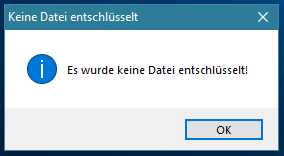 Keine Datei entschlüsselt
Es wurde keine Datei entschlüsselt!
OK